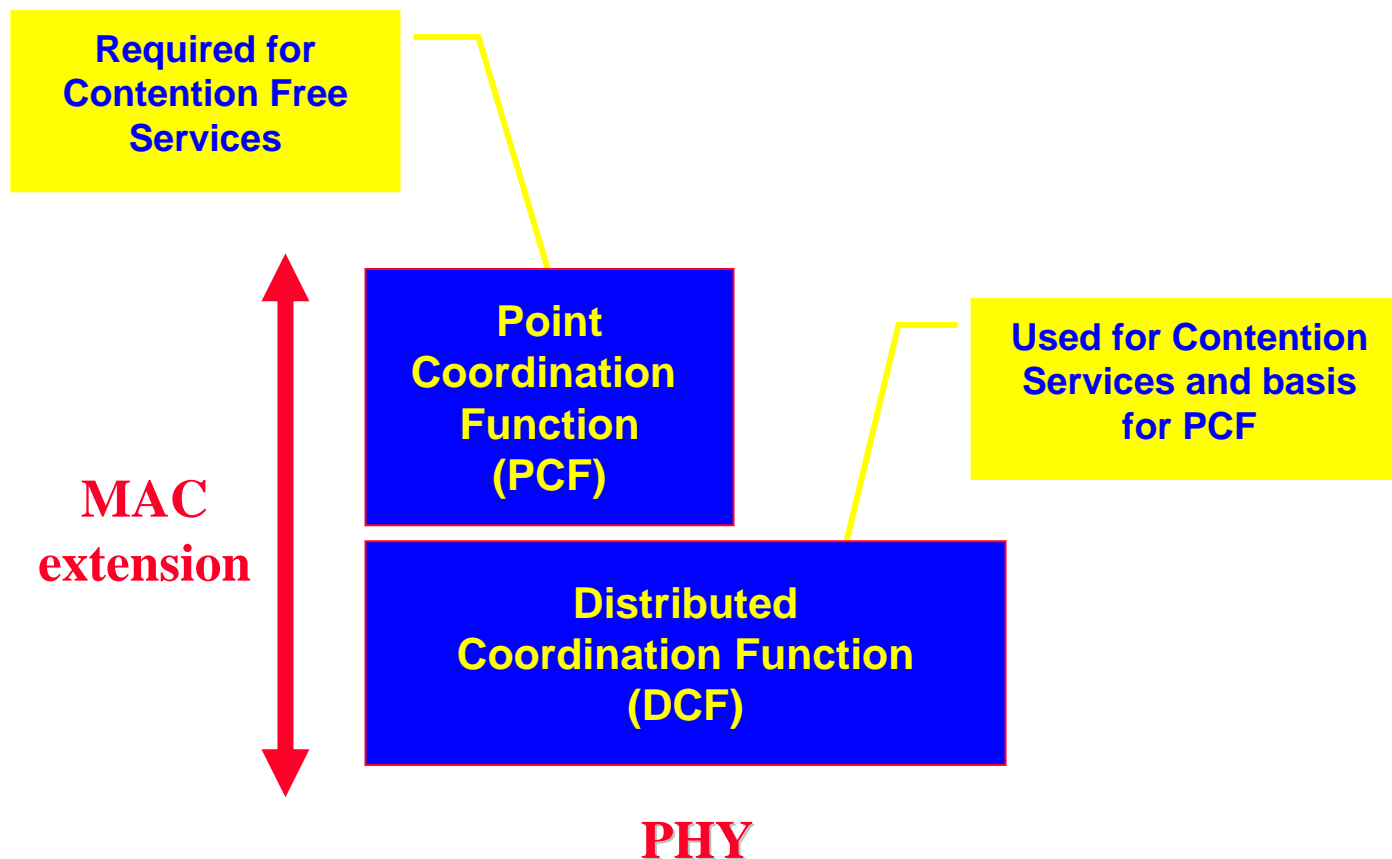 Required for
Contention Free
Services
Point
Coordination
Function
(PCF)
Used for Contention
Services and basis
for PCF
MAC
extension
Distributed
Coordination Function
(DCF)
PHY